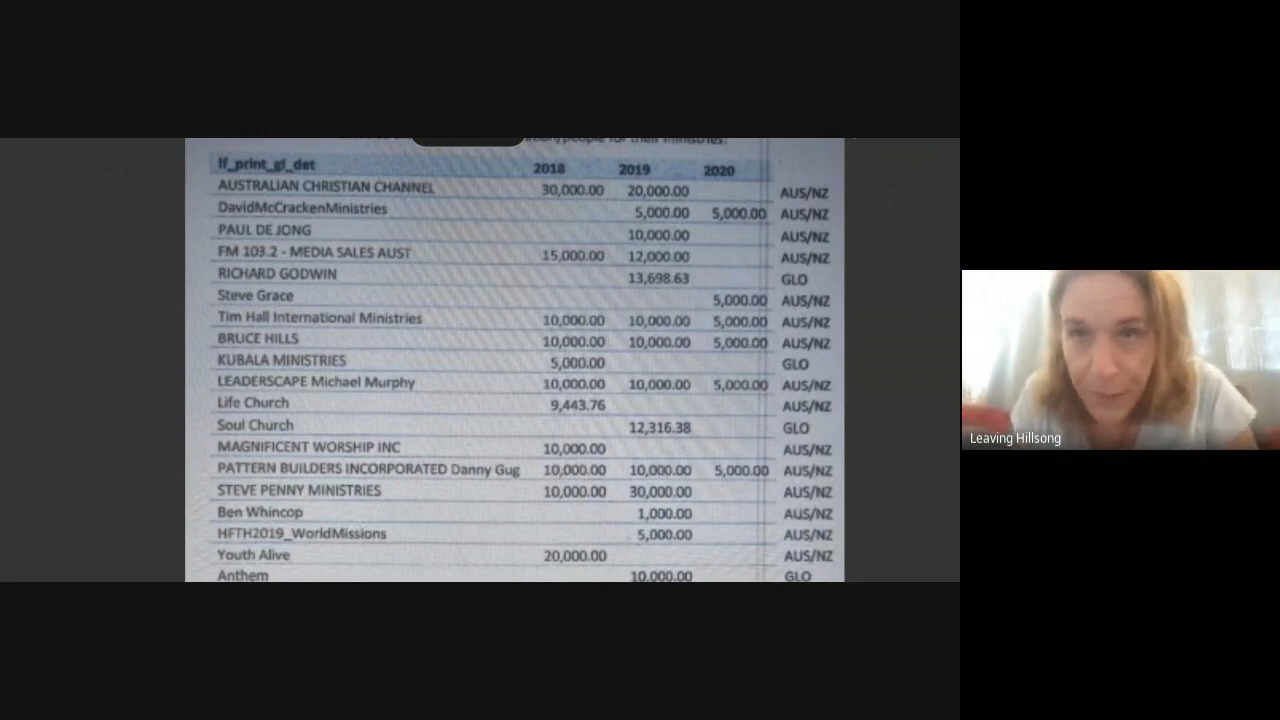 people for their ministries.
lf_print_gl_det 2018 2019 2020
AUSTRALIAN CHRISTIAN CHANNEL 30,000.00 20,000.00 AUS/NZ
DavidMcCrackenMinistries 5,000.00 5,000.00 AUS/NZ
PAUL DE JONG 10,000.00 AUS/NZ
FM 103.2 - MEDIA SALES AUST 15,000.00 12,000.00 AUS/NZ
RICHARD GODWIN 13,698.63 GLO
Steve Grace 5,000.00 AUS/NZ
Tim Hall International Ministries 10,000.00 10,000.00 5,000.00 AUS/NZ
BRUCE HILLS 10,000.00 10,000.00 5,000.00 AUS/NZ
KUBALA MINISTRIES 5,000.00 GLO
LEADERSCAPE Michael Murphy 10,000.00 10,000.00 5,000.00 AUS/NZ
Life Church 9,443.76 AUS/NZ
Soul Church 12,316.38 GLO
MAGNIFICENT WORSHIP INC 10,000.00 AUS/NZ
PATTERN BUILDERS INCORPORATED Danny Gug 10,000.00 10,000.00 5,000.00 AUS/NZ
STEVE PENNY MINISTRIES 10,000.00 30,000.00 AUS/NZ
Ben Whincop 1,000.00 AUS/NZ
HFTH2019_WorldMissions 5,000.00 AUS/NZ
Youth Alive 20,000.00 AUS/NZ
Anthem 10,000.00 GLO
Leaving Hillsong